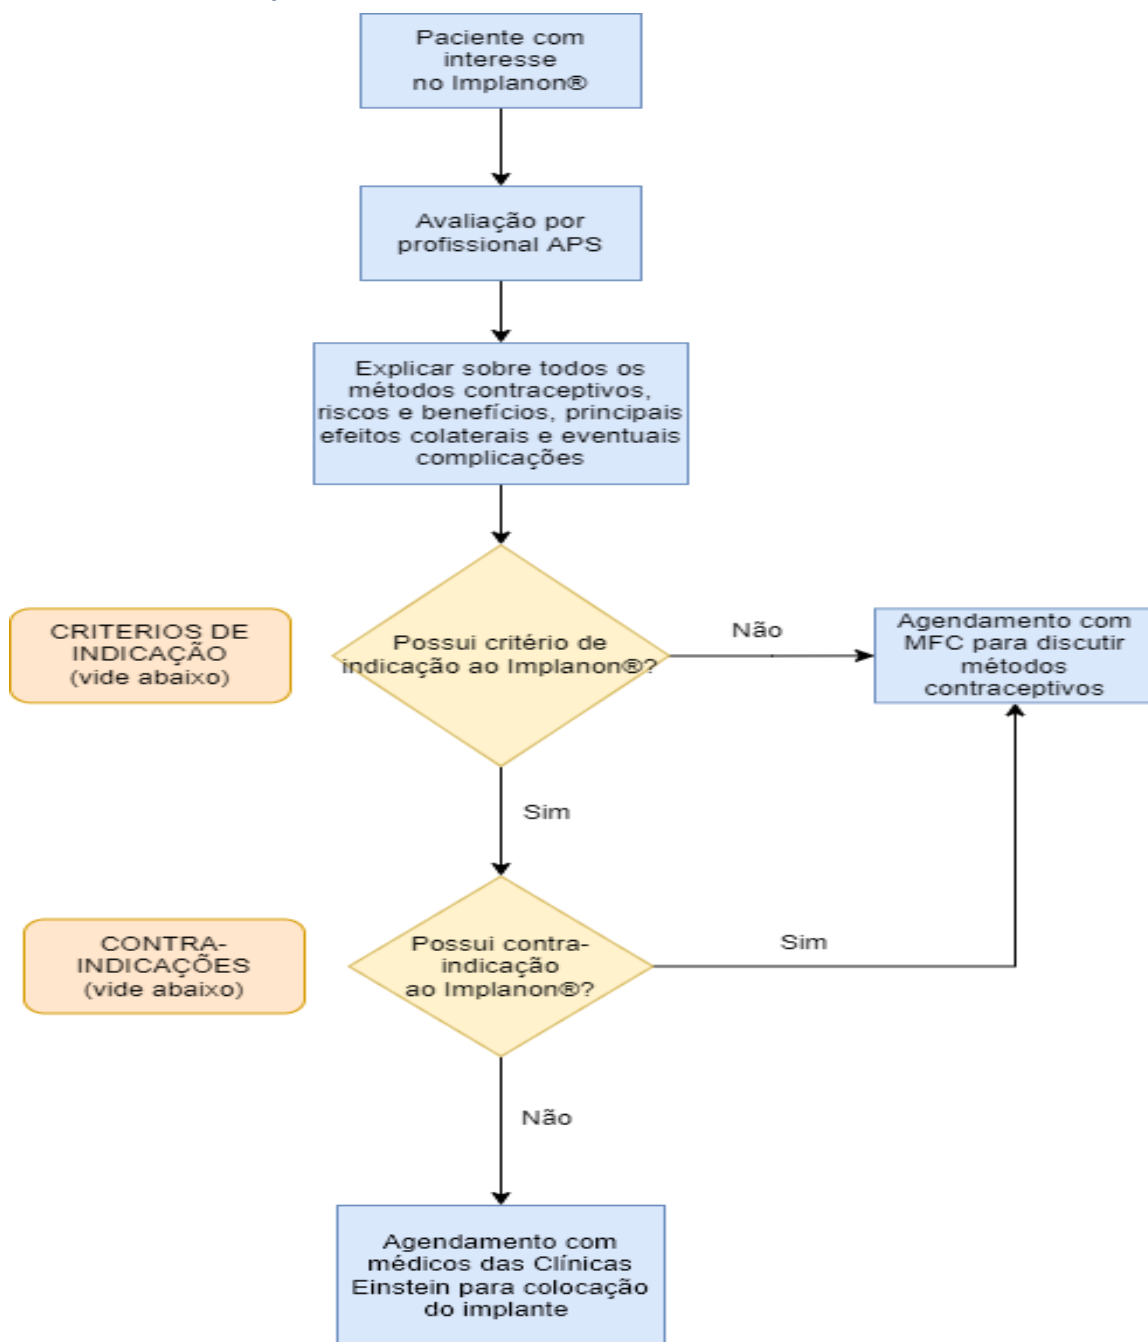 Paciente com
interesse
no Implanon®
Avaliação por
profissional APS
Explicar sobre todos os
métodos contraceptivos,
riscos e benefícios, principais
efeitos colaterais e eventuais
complicações
CRITERIOS DE
INDICAÇÃO
(vide abaixo)
Possui critério de
indicação ao Implanon®?
Não
Agendamento com
MFC para discutir
métodos
contraceptivos
Sim
CONTRA-
INDICAÇÕES
(vide abaixo)
Possui contra-
indicação
ao Implanon®?
Sim
Não
Agendamento com
médicos das Clínicas
Einstein para colocação
do implante